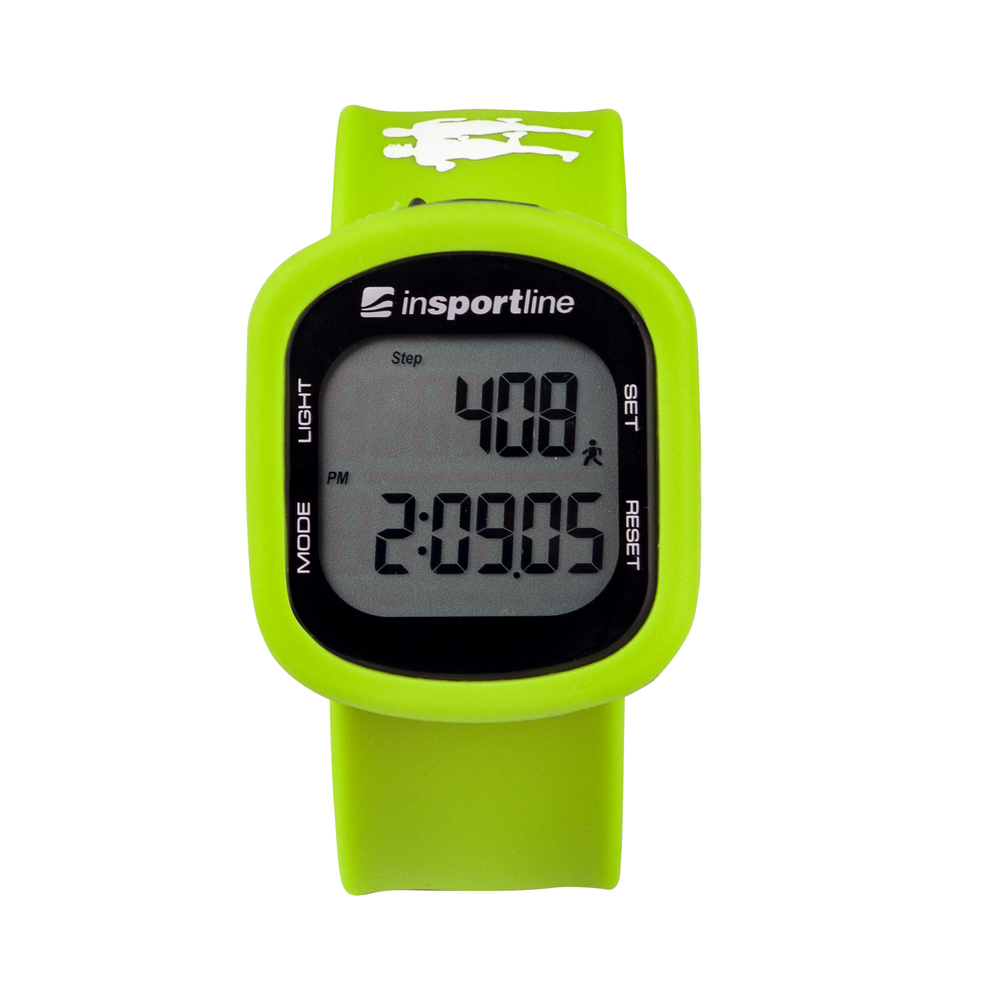 insportline
Step
408
PM
2:09.05
LIGHT
MODE
SET
RESET